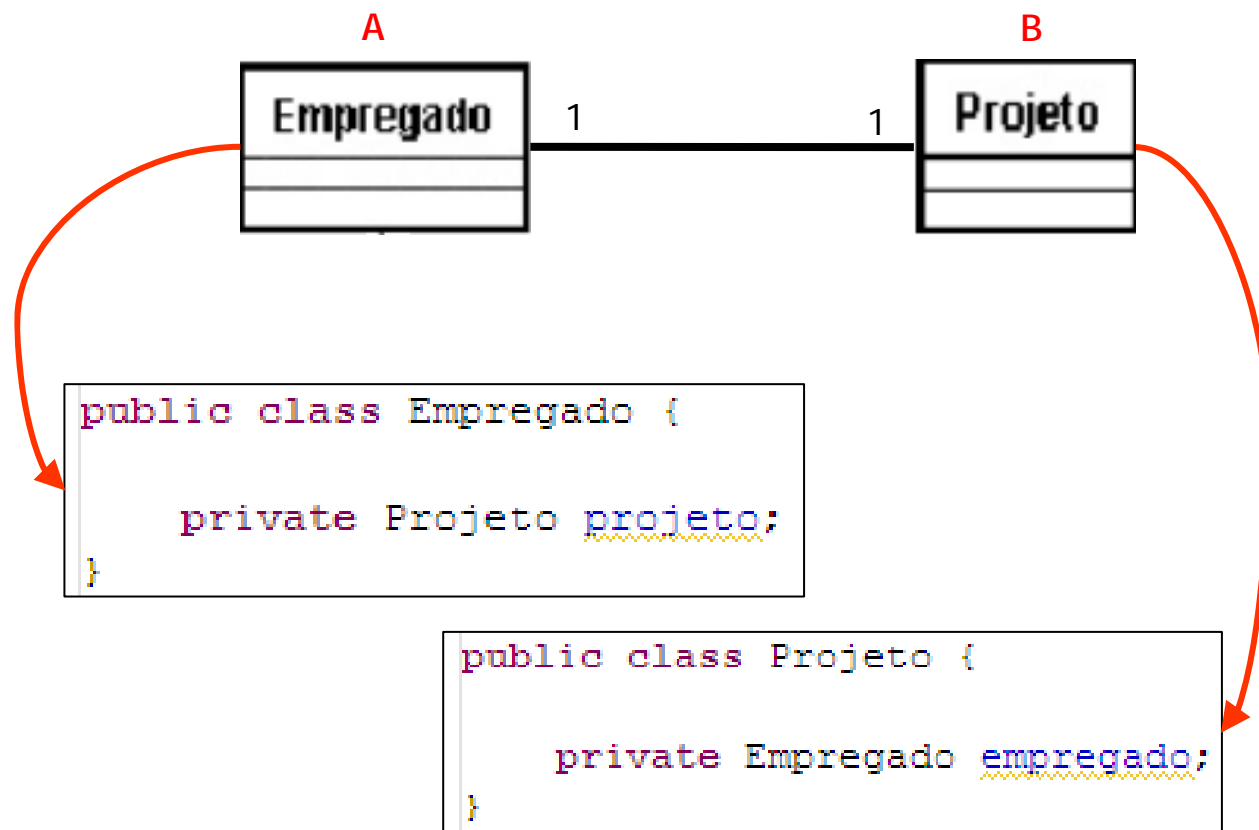 A
B
Empregado
1
1
Projeto
public class Empregado {
private Projeto projeto;
}
public class Projeto {
private Empregado empregado;
}